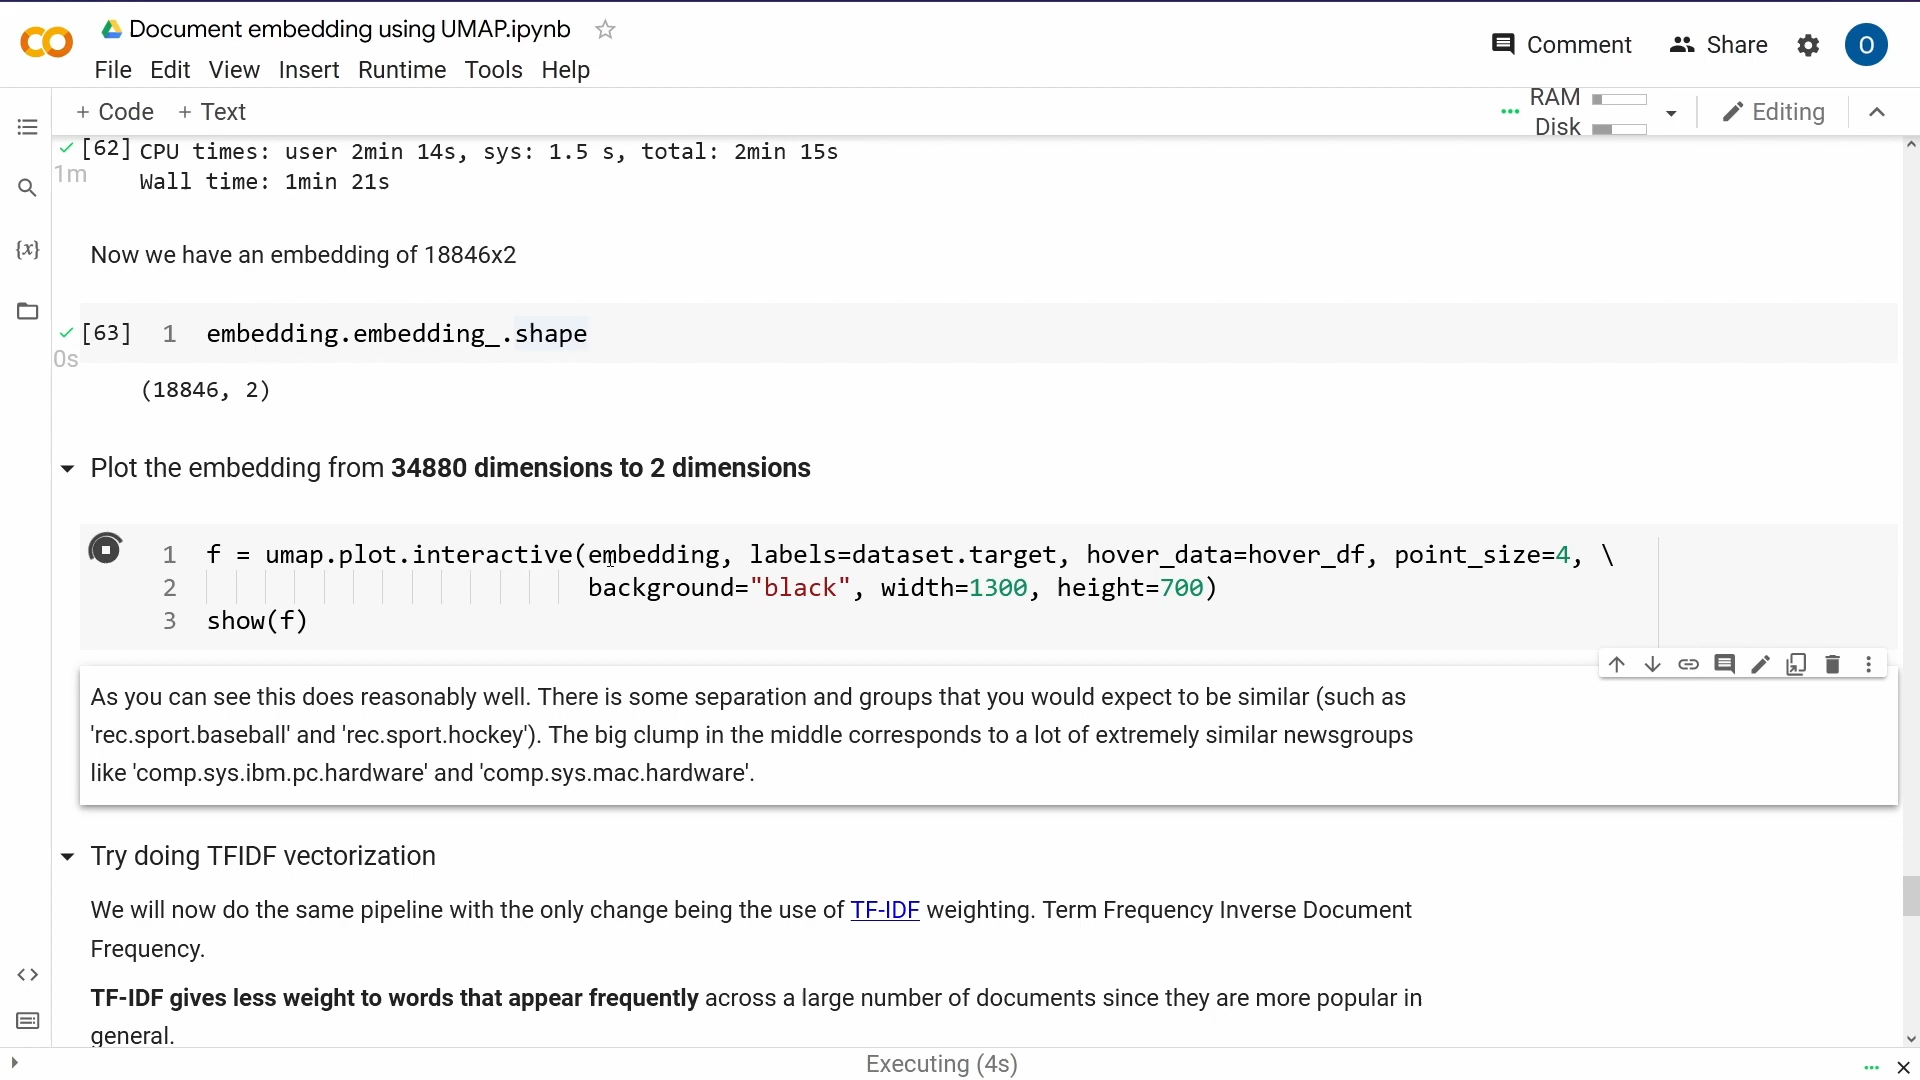 Document embedding using UMAP.ipynb
Comment
Share
O
File Edit View Insert Runtime Tools Help
+ Code + Text
RAM
Disk
Editing
[62] CPU times: user 2min 14s, sys: 1.5 s, total: 2min 15s
1m
Wall time: 1min 21s
{x}
Now we have an embedding of 18846x2
[63] 1 embedding.embedding_.shape
0s
(18846, 2)
Plot the embedding from 34880 dimensions to 2 dimensions
1 f = umap.plot.interactive(embedding, labels=dataset.target, hover_data=hover_df, point_size=4, \
2 background="black", width=1300, height=700)
3 show(f)
As you can see this does reasonably well. There is some separation and groups that you would expect to be similar (such as
'rec.sport.baseball' and 'rec.sport.hockey'). The big clump in the middle corresponds to a lot of extremely similar newsgroups
like 'comp.sys.ibm.pc.hardware' and 'comp.sys.mac.hardware'.
Try doing TFIDF vectorization
We will now do the same pipeline with the only change being the use of TF-IDF weighting. Term Frequency Inverse Document
Frequency.
TF-IDF gives less weight to words that appear frequently across a large number of documents since they are more popular in
general.
Executing (4s)